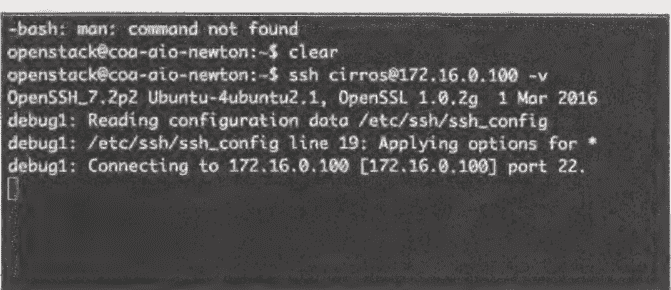 -bash: man: command not found
openstack@coa-aio-newton:~$ clear
openstack@coa-aio-newton:~$ ssh cirros@172.16.0.100 -v
OpenSSH_7.2p2 Ubuntu-4ubuntu2.1, OpenSSL 1.0.2g  1 Mar 2016
debug1: Reading configuration data /etc/ssh/ssh_config
debug1: /etc/ssh/ssh_config line 19: Applying options for *
debug1: Connecting to 172.16.0.100 [172.16.0.100] port 22.